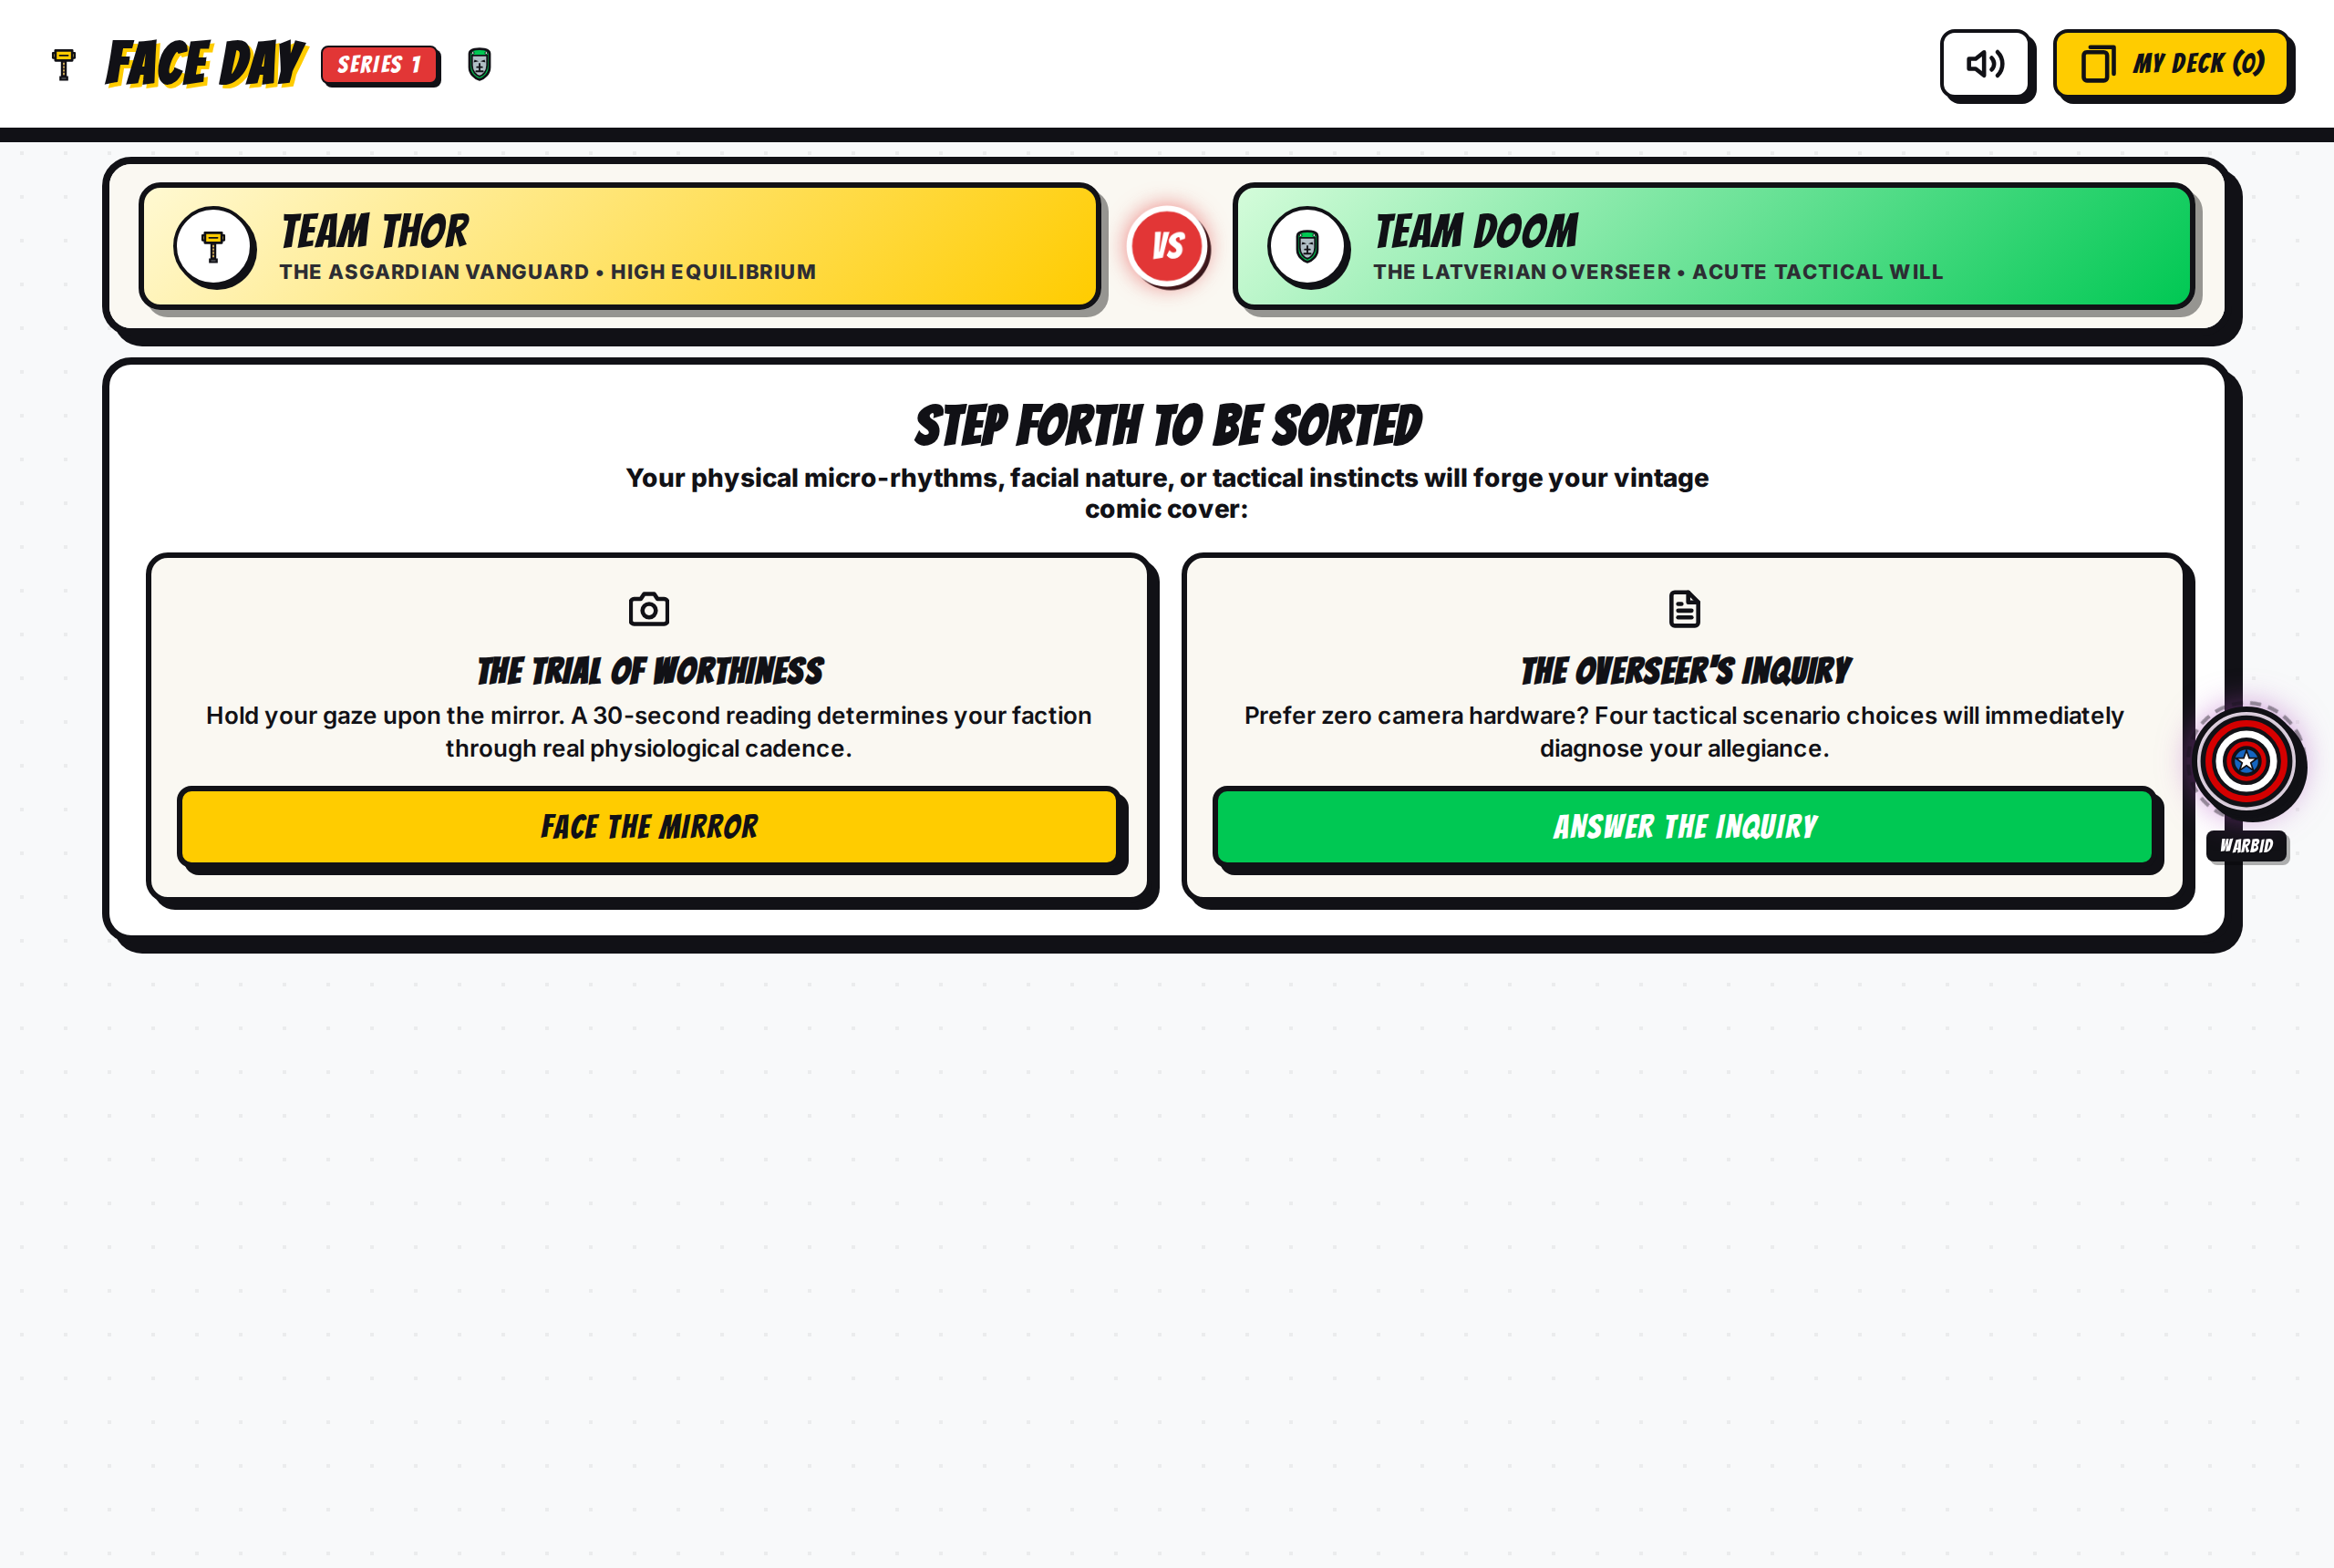 FACE DAY
SERIES 1
MY DECK (0)
TEAM THOR
THE ASGARDIAN VANGUARD • HIGH EQUILIBRIUM
VS
TEAM DOOM
THE LATVERIAN OVERSEER • ACUTE TACTICAL WILL
STEP FORTH TO BE SORTED
Your physical micro-rhythms, facial nature, or tactical instincts will forge your vintage
comic cover:
THE TRIAL OF WORTHINESS
Hold your gaze upon the mirror. A 30-second reading determines your faction
through real physiological cadence.
FACE THE MIRROR
THE OVERSEER'S INQUIRY
Prefer zero camera hardware? Four tactical scenario choices will immediately
diagnose your allegiance.
ANSWER THE INQUIRY
WARBID